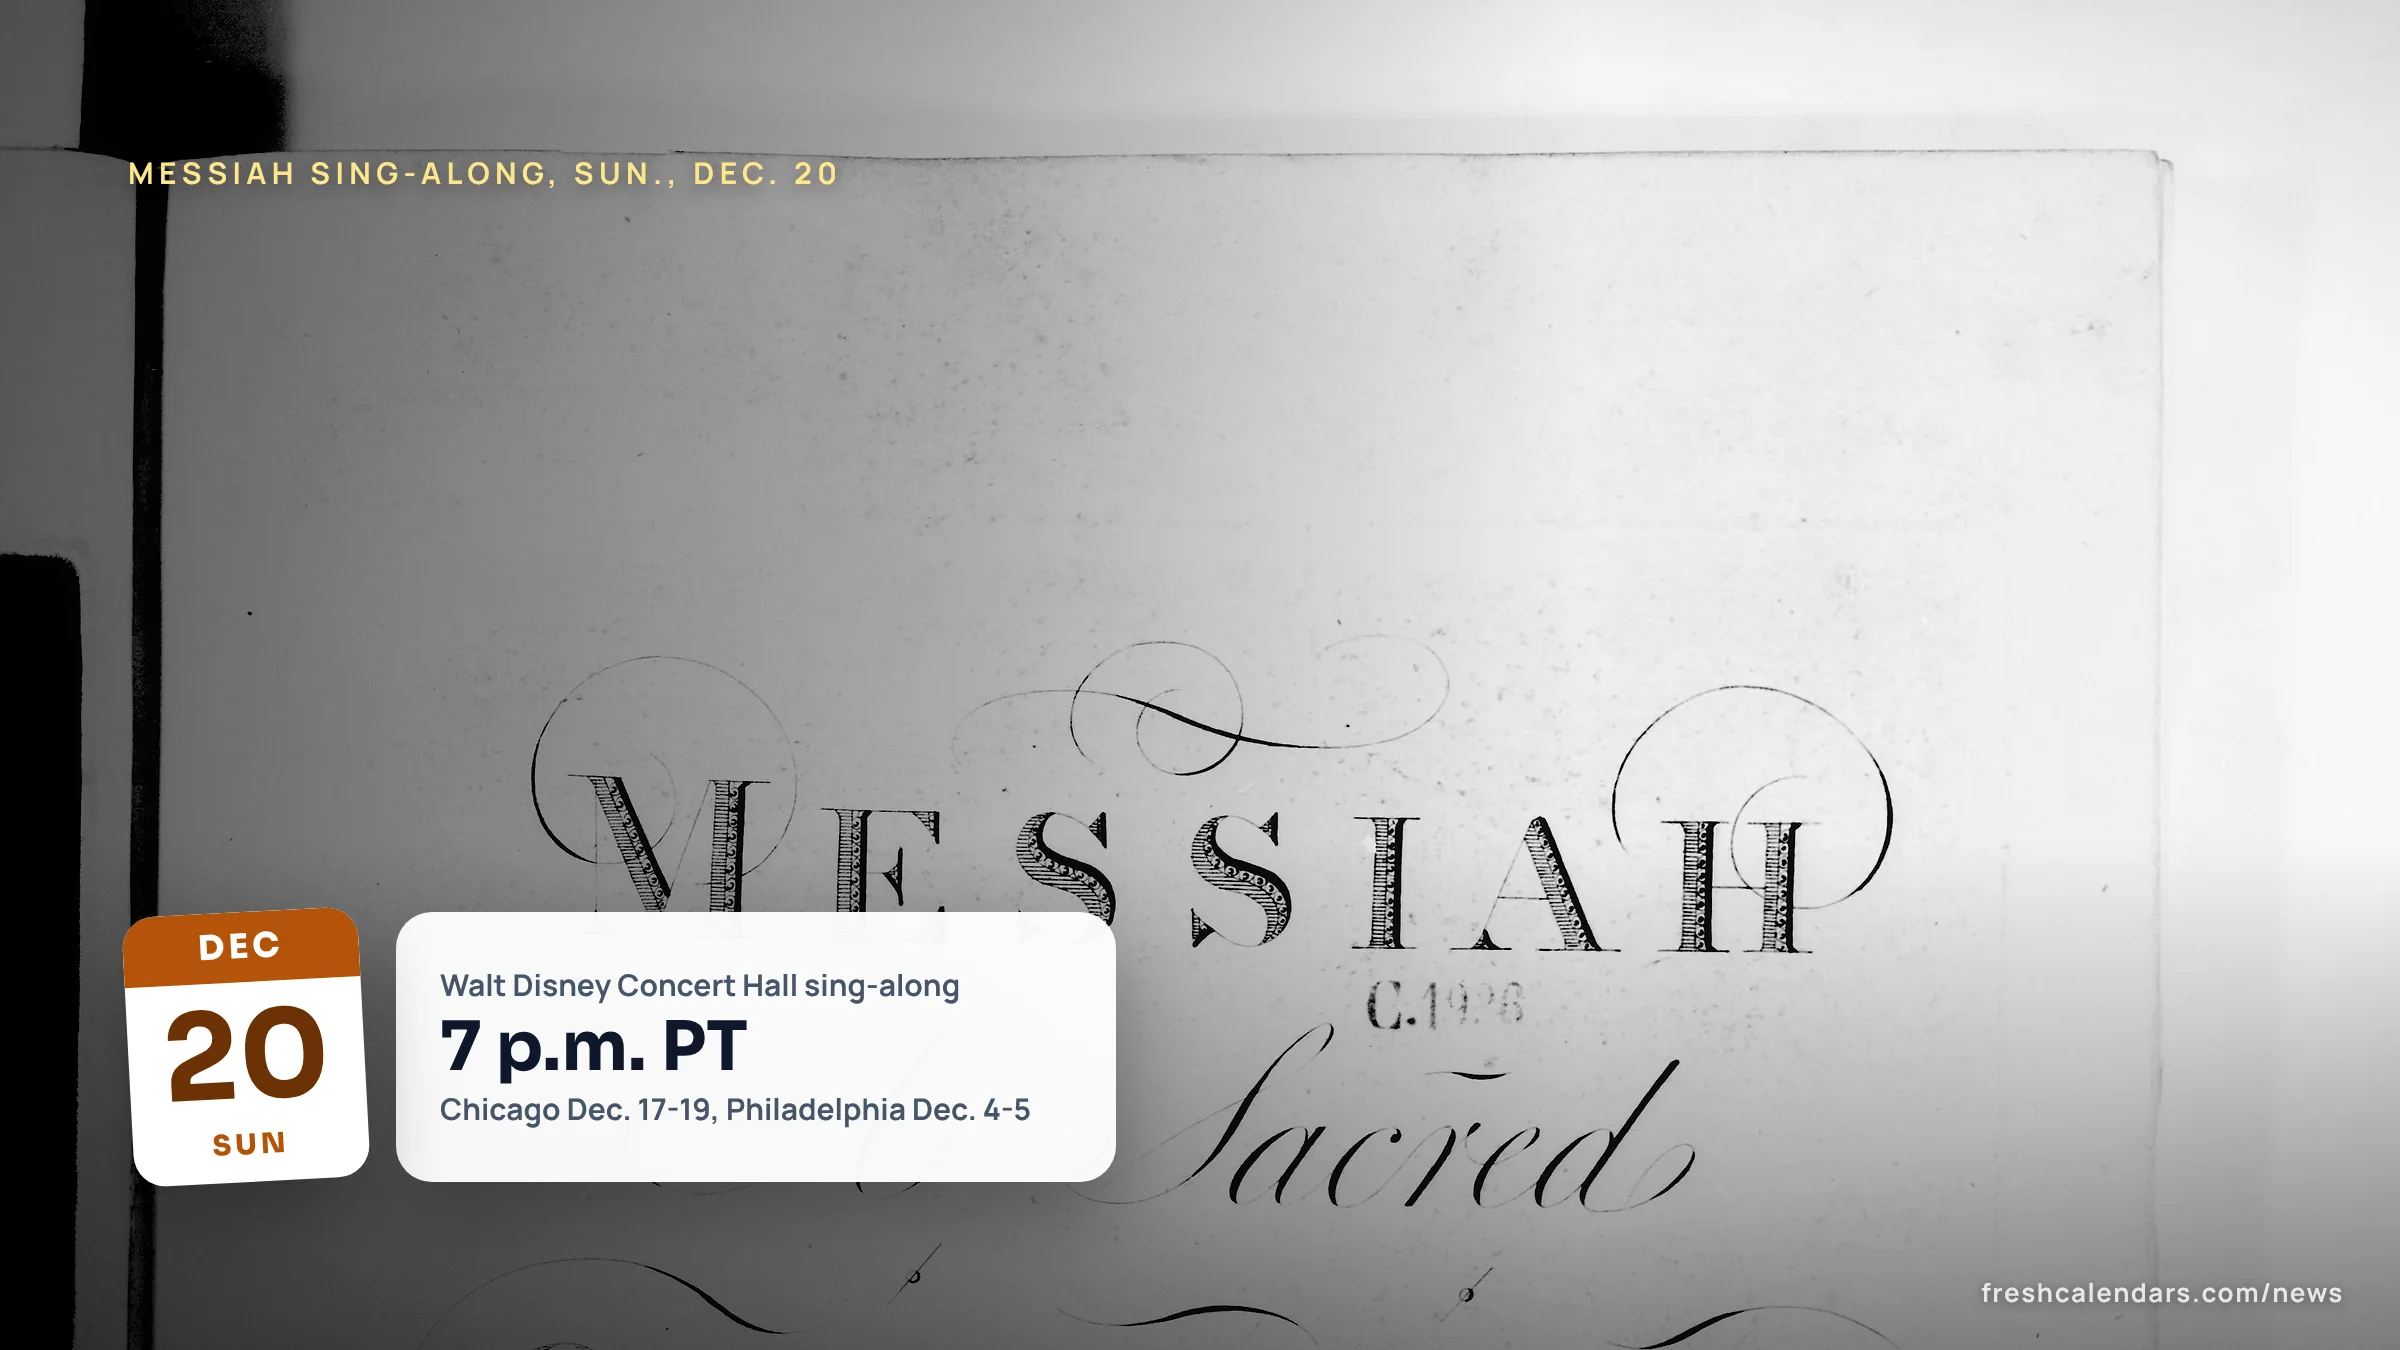 MESSIAH SING-ALONG, SUN., DEC. 20
MESSIAH
C.
Sacred
DEC
20
SUN
Walt Disney Concert Hall sing-along
7 p.m. PT
Chicago Dec. 17-19, Philadelphia Dec. 4-5
freshcalendars.com/news